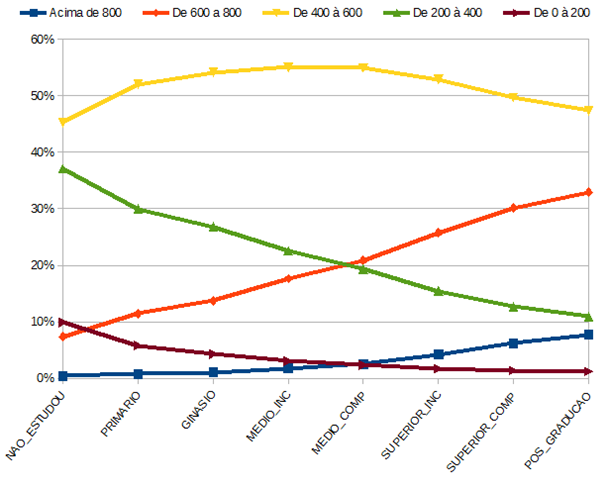 Acima de 800 De 600 a 800 De 400 à 600 De 200 à 400 De 0 à 200
60%
50%
40%
30%
20%
10%
0%
NAO_ESTUDOU
PRIMARIO
GINASIO
MEDIO_INC
MEDIO_COMP
SUPERIOR_INC
SUPERIOR_COMP
POS_GRADUCAO